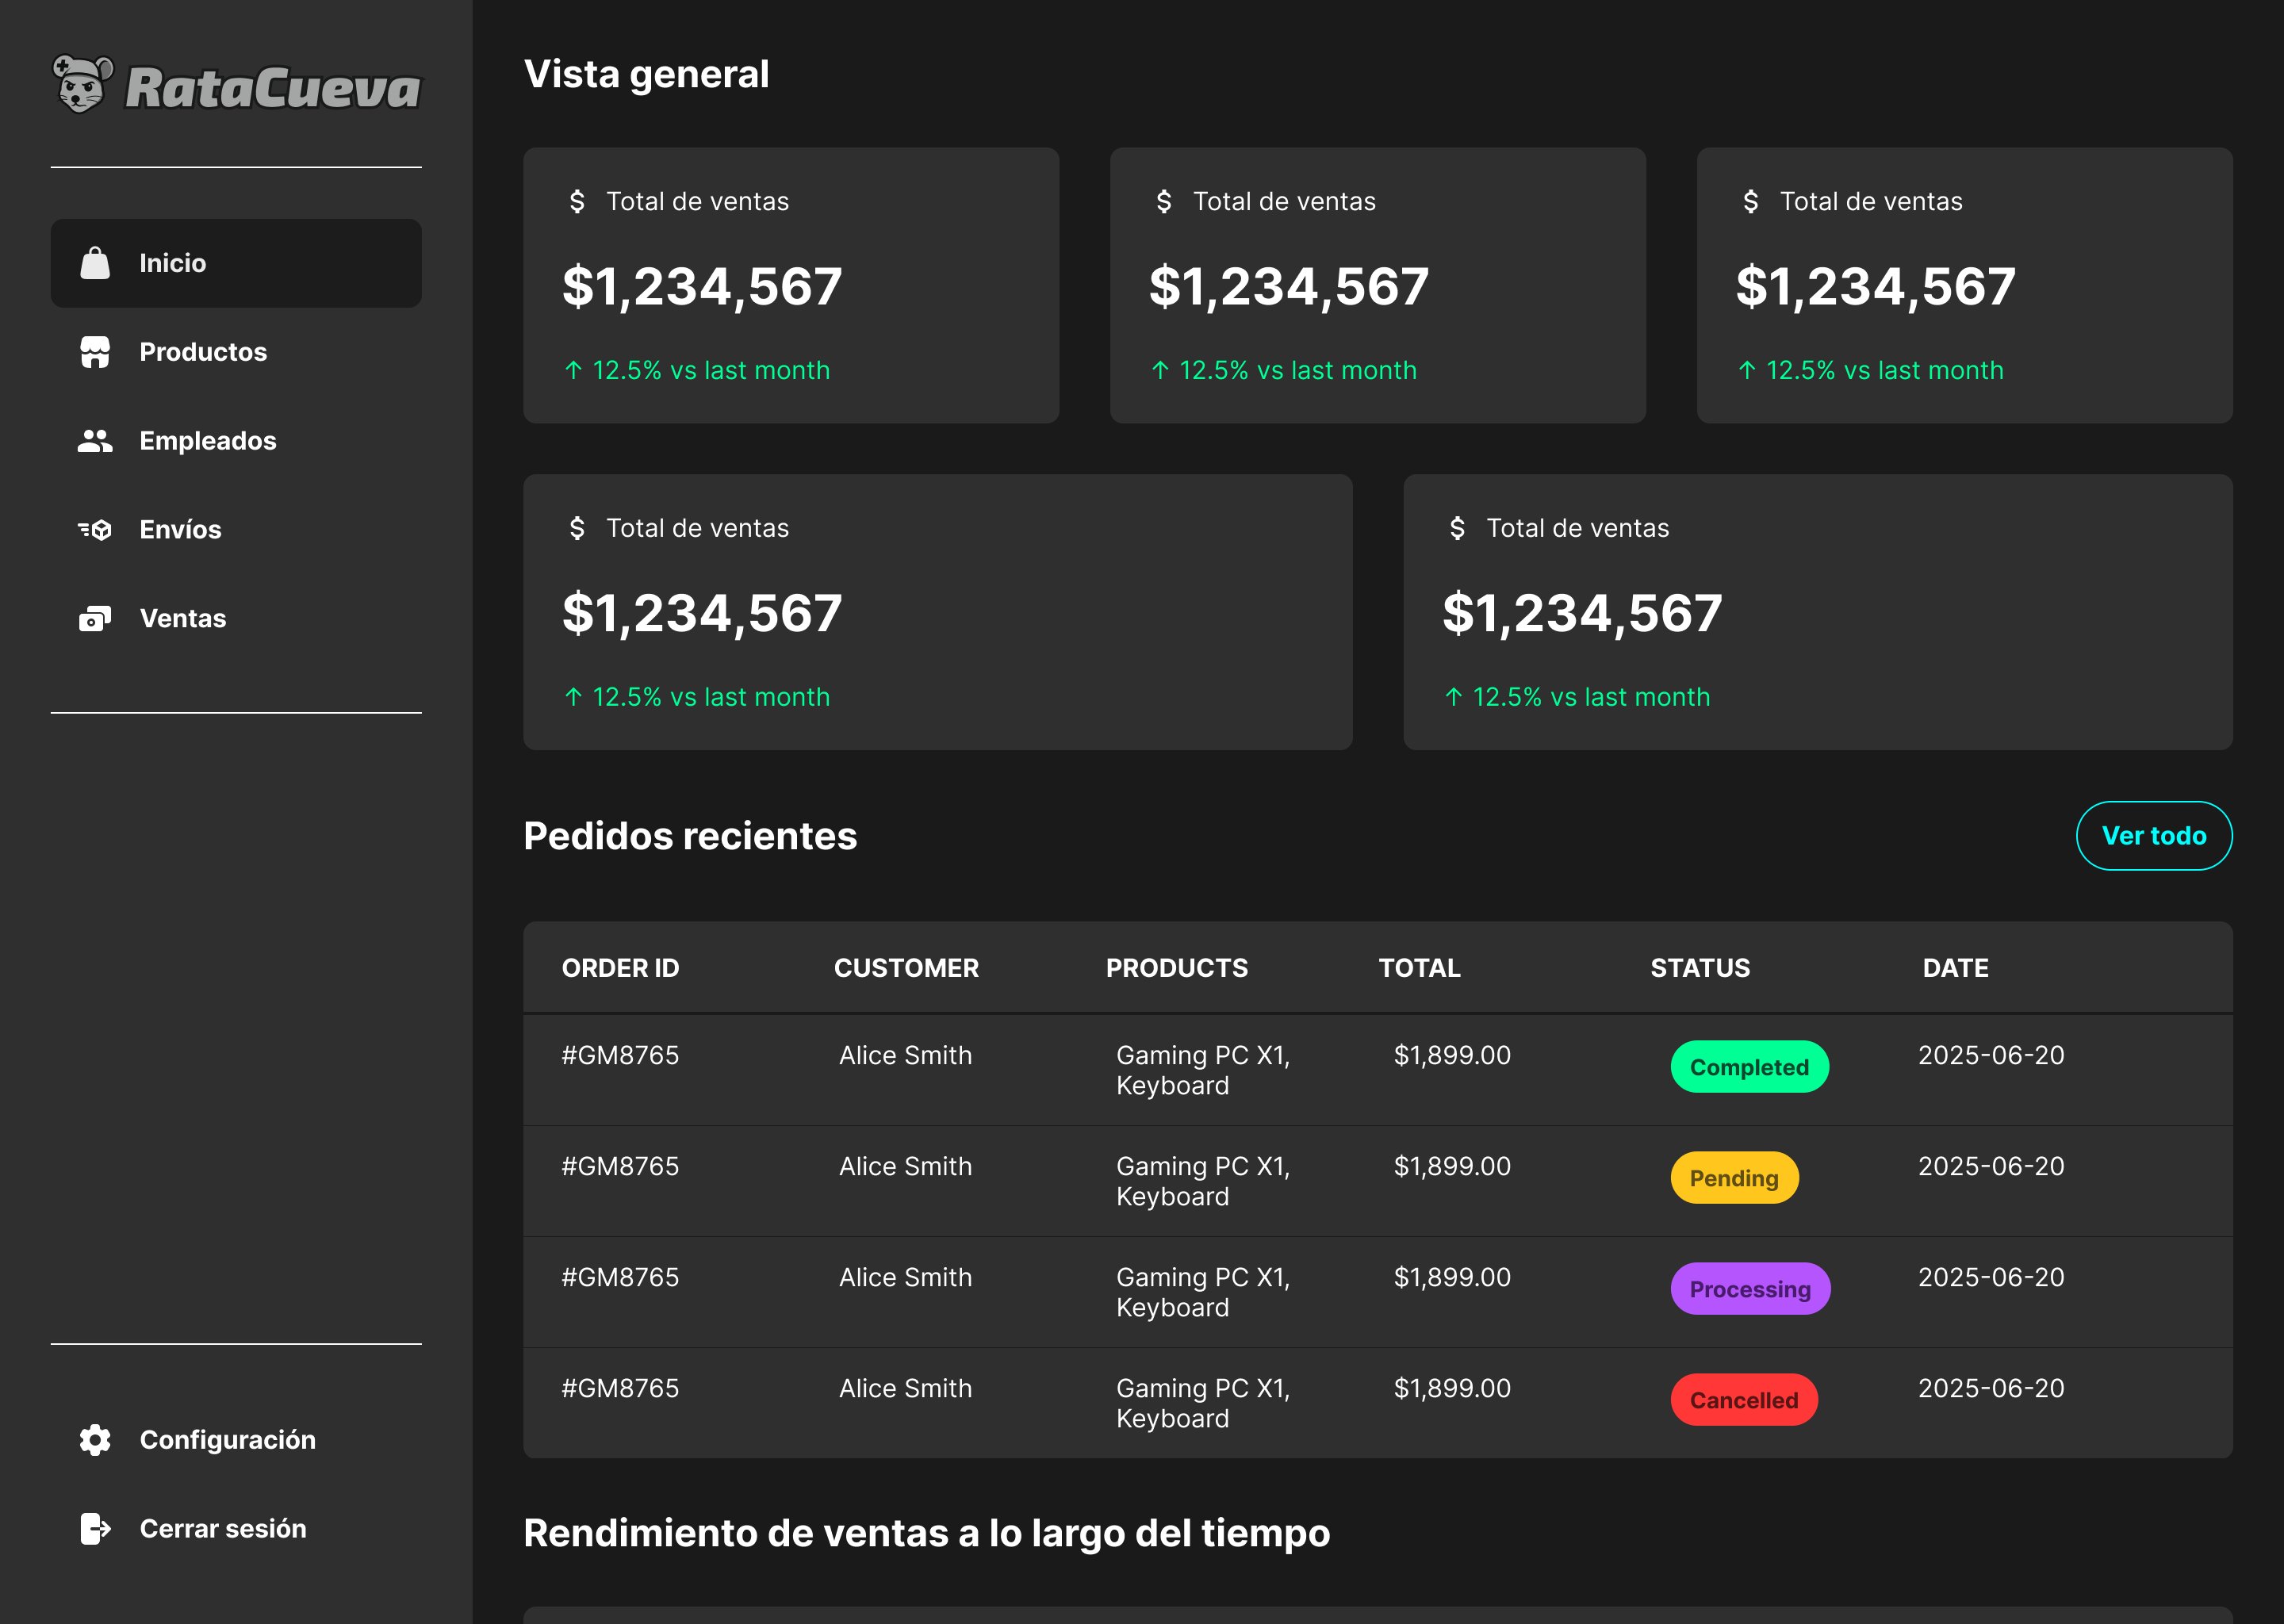 RataCueva
Inicio
Productos
Empleados
Envíos
Ventas
Configuración
Cerrar sesión
Vista general
$ Total de ventas
$1,234,567
↑ 12.5% vs last month
$ Total de ventas
$1,234,567
↑ 12.5% vs last month
$ Total de ventas
$1,234,567
↑ 12.5% vs last month
$ Total de ventas
$1,234,567
↑ 12.5% vs last month
$ Total de ventas
$1,234,567
↑ 12.5% vs last month
Pedidos recientes
Ver todo
ORDER ID CUSTOMER PRODUCTS TOTAL STATUS DATE
#GM8765 Alice Smith Gaming PC X1, $1,899.00 Completed 2025-06-20
Keyboard
#GM8765 Alice Smith Gaming PC X1, $1,899.00 Pending 2025-06-20
Keyboard
#GM8765 Alice Smith Gaming PC X1, $1,899.00 Processing 2025-06-20
Keyboard
#GM8765 Alice Smith Gaming PC X1, $1,899.00 Cancelled 2025-06-20
Keyboard
Rendimiento de ventas a lo largo del tiempo